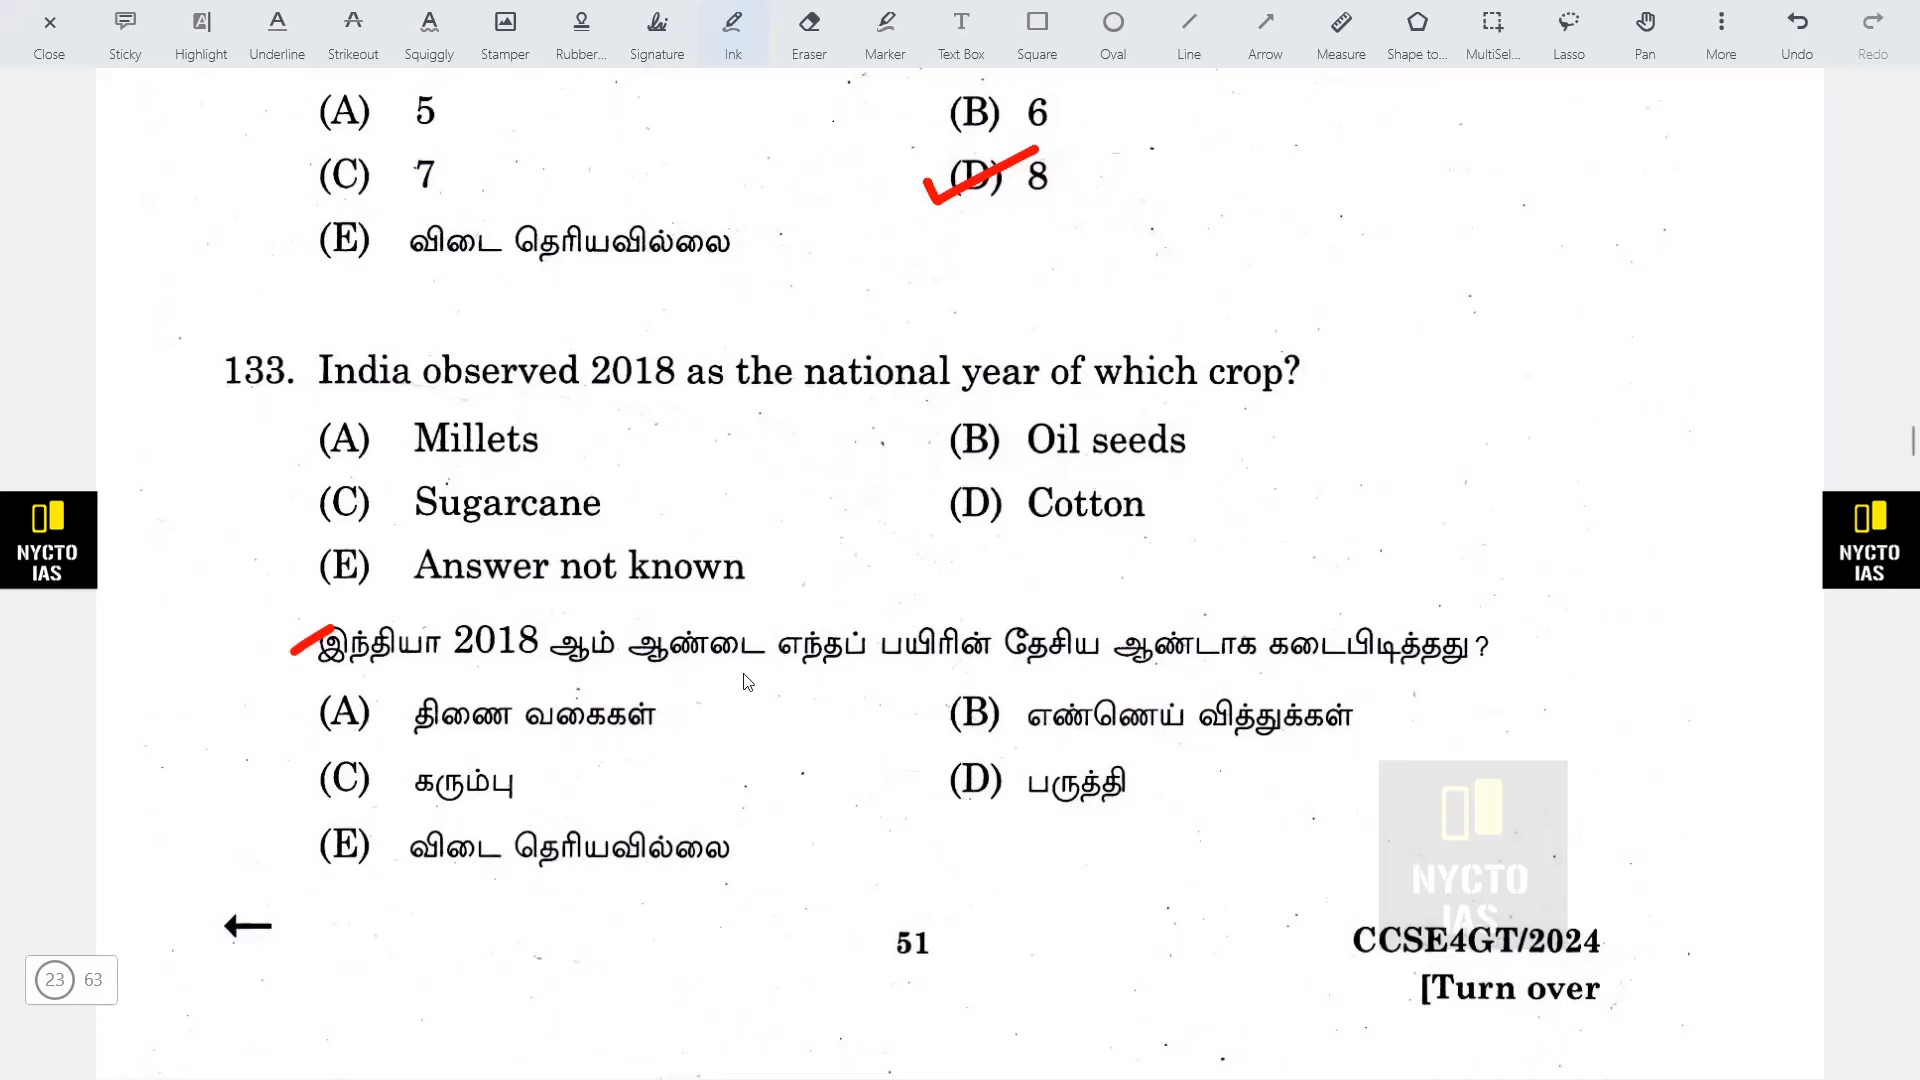 Close Sticky Highlight Underline Strikeout Squiggly Stamper Rubber... Signature Ink Eraser Marker Text Box Square Oval Line Arrow Measure Shape to... MultiSel... Lasso Pan More Undo Redo
(A) 5 (B) 6
(C) 7 (D) 8
(E) விடை தெரியவில்லை
133. India observed 2018 as the national year of which crop?
(A) Millets (B) Oil seeds
(C) Sugarcane (D) Cotton
(E) Answer not known
இந்தியா 2018 ஆம் ஆண்டை எந்தப் பயிரின் தேசிய ஆண்டாக கடைபிடித்தது?
(A) திணை வகைகள் (B) எண்ணெய் வித்துக்கள்
(C) கரும்பு (D) பருத்தி
(E) விடை தெரியவில்லை
51 CCSE4GT/2024
[Turn over
23 63
NYCTO
IAS
NYCTO
IAS
NYCTO
IAS